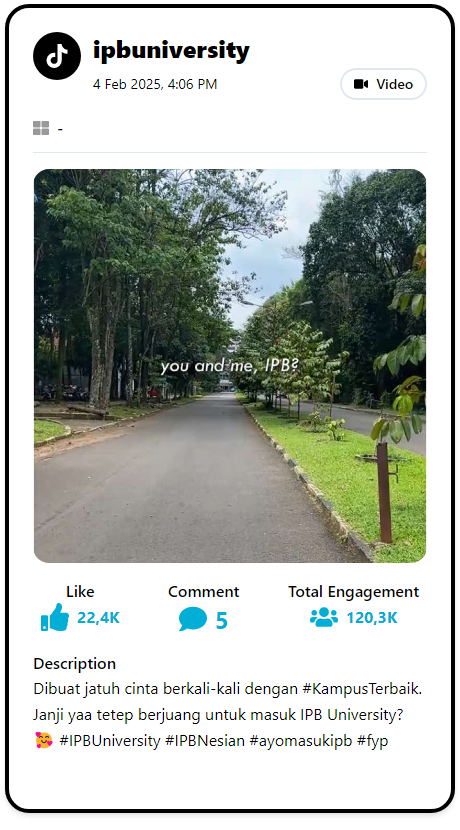 ipbuniversity
4 Feb 2025, 4:06 PM
Video
-
you and me, IPB?
Like
Comment
Total Engagement
22,4K
5
120,3K
Description
Dibuat jatuh cinta berkali-kali dengan #KampusTerbaik.
Janji yaa tetep berjuang untuk masuk IPB University?
🥰 #IPBUniversity #IPBNesian #ayomasukipb #fyp